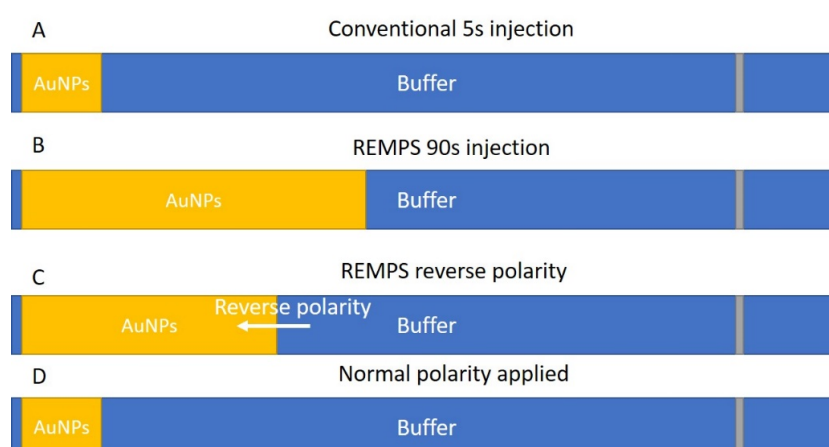 A
Conventional 5s injection
AuNPs
Buffer
B
REMPS 90s injection
AuNPs
Buffer
C
REMPS reverse polarity
Reverse polarity
AuNPs
Buffer
D
Normal polarity applied
AuNPs
Buffer